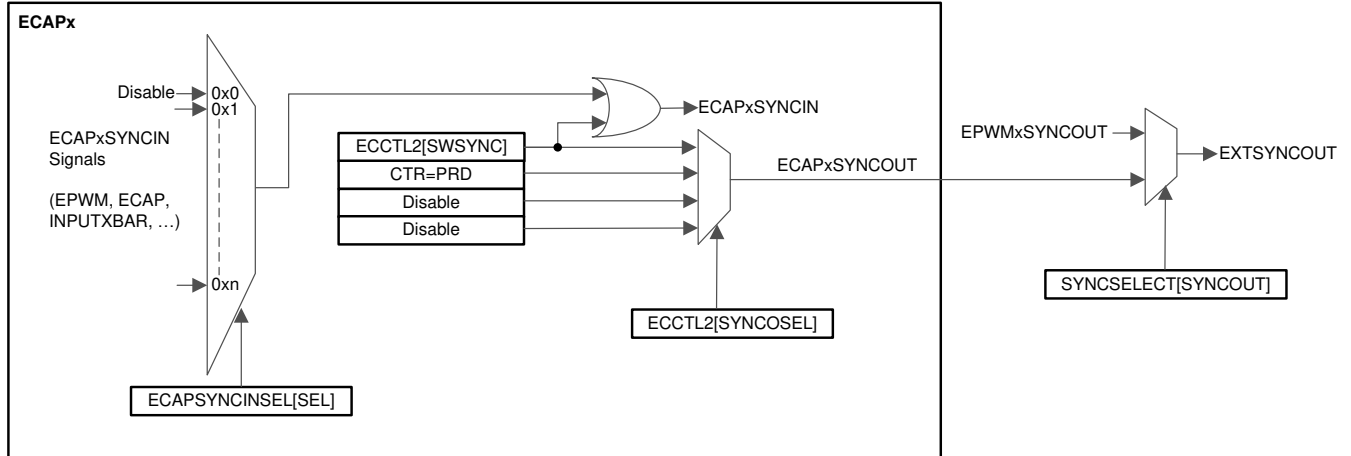 ECAPx
Disable
0x0
0x1
ECAPxSYNCIN
Signals
(EPWM, ECAP,
INPUTXBAR, …)
0xn
ECAPSYNCINSEL[SEL]
ECAPxSYNCIN
ECCTL2[SWSYNC]
CTR=PRD
Disable
Disable
ECAPxSYNCOUT
ECCTL2[SYNCOSEL]
EPWMxSYNCOUT
EXTSYNCOUT
SYNCSELECT[SYNCOUT]